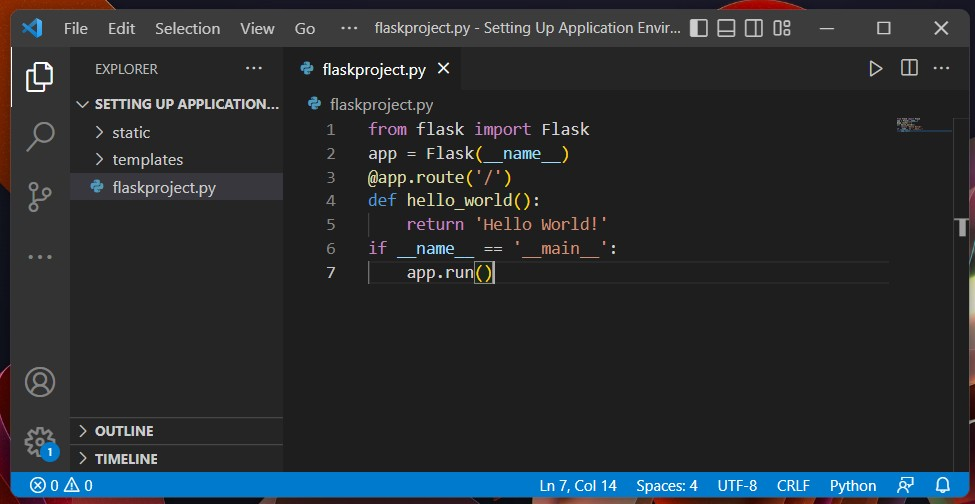 File Edit Selection View Go ··· flaskproject.py - Setting Up Application Envir...
EXPLORER ···
SETTING UP APPLICATION...
static
templates
flaskproject.py
OUTLINE
TIMELINE
flaskproject.py
flaskproject.py
1 from flask import Flask
2 app = Flask(__name__)
3 @app.route('/')
4 def hello_world():
5     return 'Hello World!'
6 if __name__ == '__main__':
7     app.run()
1
0 0 Ln 7, Col 14 Spaces: 4 UTF-8 CRLF Python